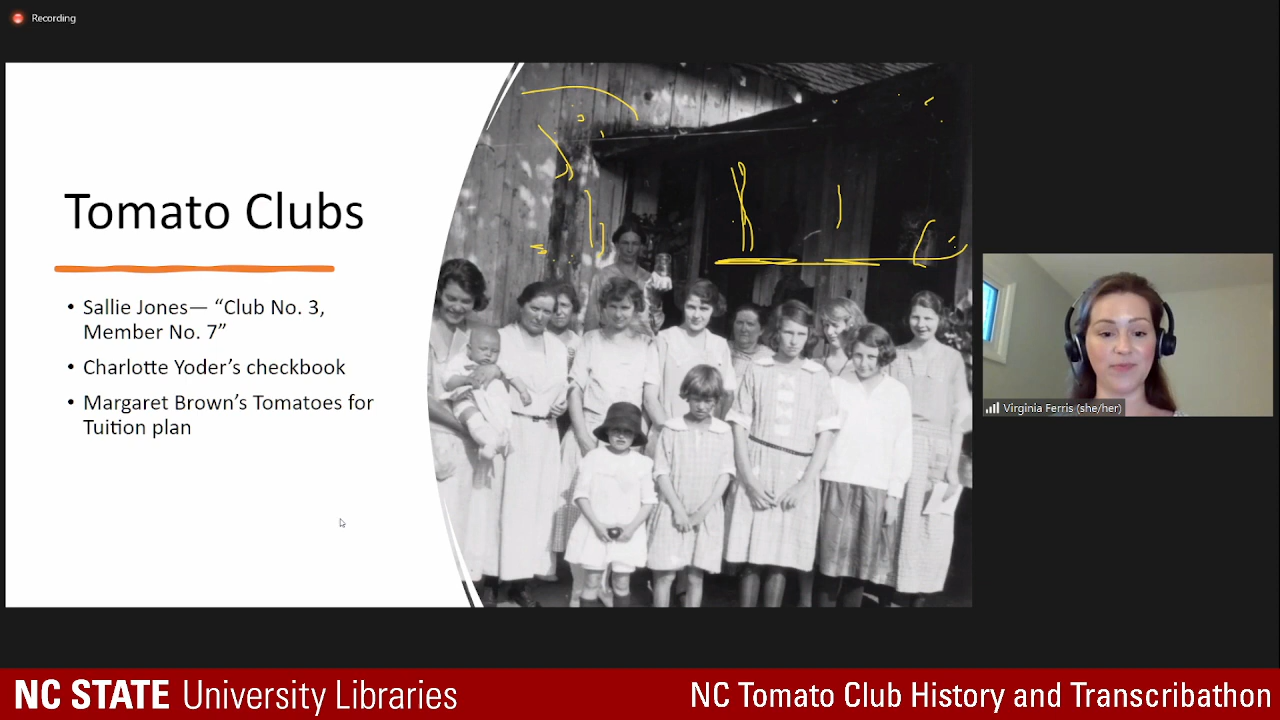 Recording
Tomato Clubs
• Sallie Jones— “Club No. 3,
Member No. 7”
• Charlotte Yoder’s checkbook
• Margaret Brown’s Tomatoes for
Tuition plan
Virginia Ferris (she/her)
NC STATE University Libraries
NC Tomato Club History and Transcribathon